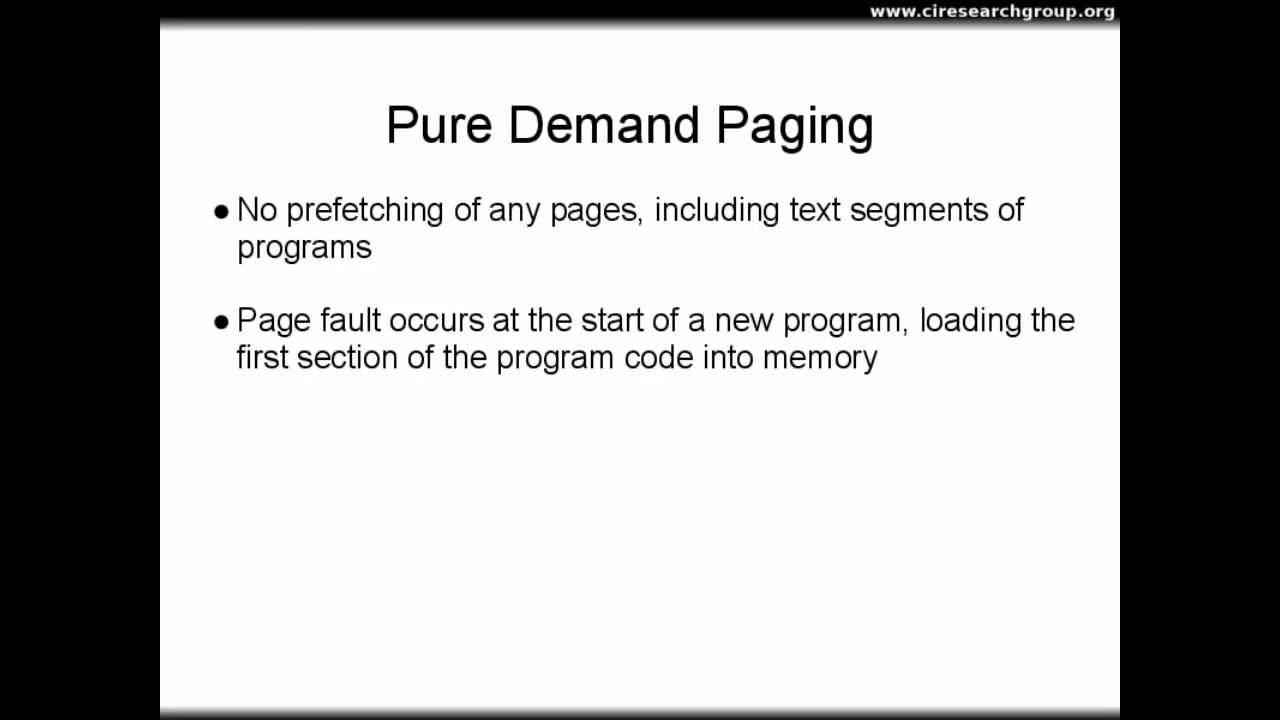 www.ciresearchgroup.org
Pure Demand Paging
● No prefetching of any pages, including text segments of
programs
● Page fault occurs at the start of a new program, loading the
first section of the program code into memory